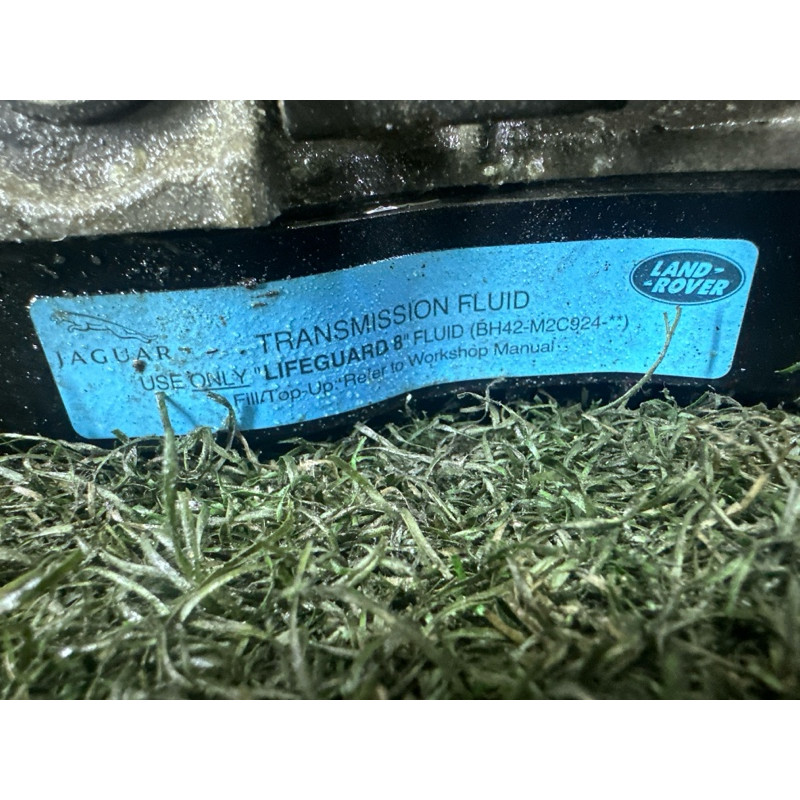 LAND-
-ROVER
JAGUAR
TRANSMISSION FLUID
USE ONLY "LIFEGUARD 8" FLUID (BH42-M2C924-**)
Fill/Top-Up "Refer to Workshop Manual